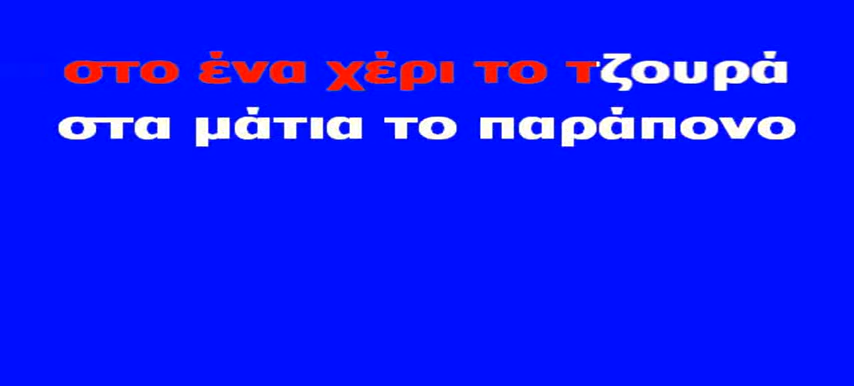 στο ένα χέρι το τζουρά
στα μάτια το παράπονο